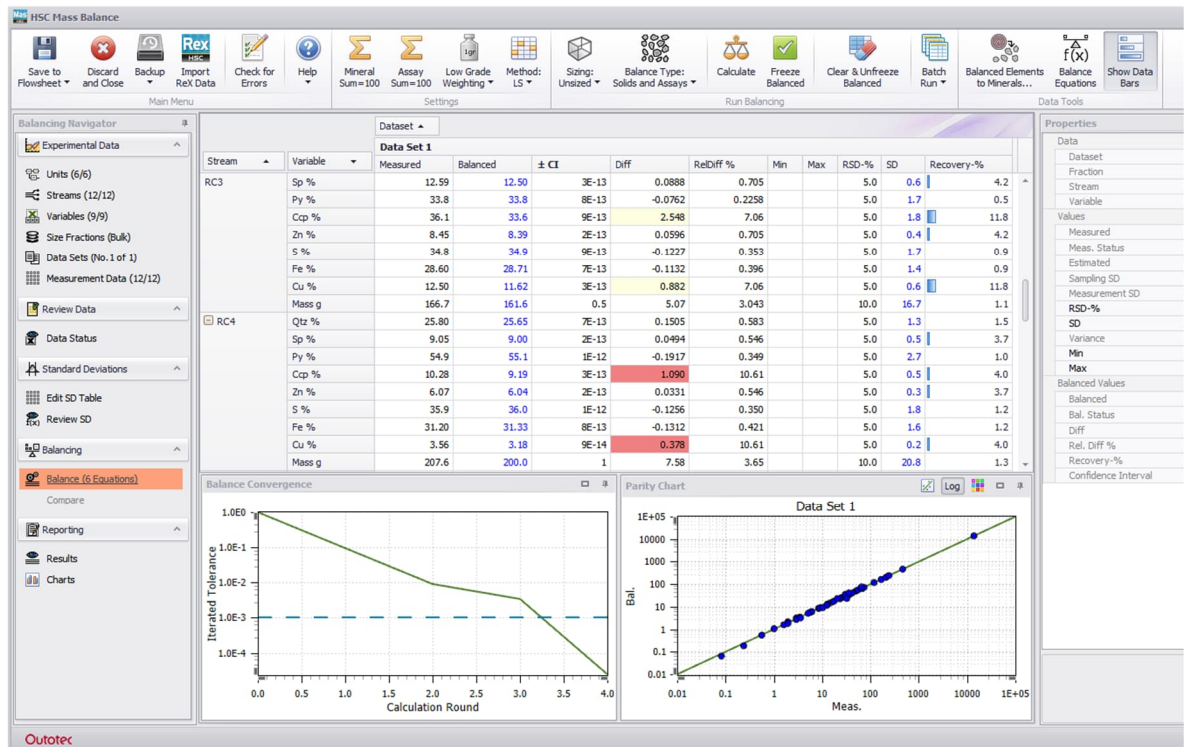 Mas HSC Mass Balance
Save to Flowsheet Discard and Close Backup Import ReX Data Check for Errors Help Mineral Sum=100 Assay Sum=100 Low Grade Weighting Method: LS Sizing: Unsized Balance Type: Solids and Assays Calculate Freeze Balanced Clear & Unfreeze Balanced Batch Run Balanced Elements to Minerals... Balance Equations Show Data Bars
Rex HSC 1gr f(x)
Main Menu Settings Run Balancing Data Tools
Balancing Navigator
Experimental Data
Units (6/6)
Streams (12/12)
Variables (9/9)
Size Fractions (Bulk)
Data Sets (No.1 of 1)
Measurement Data (12/12)
Review Data
Data Status
Standard Deviations
Edit SD Table
Review SD
Balancing
Balance (6 Equations)
Compare
Reporting
Results
Charts
Dataset
Data Set 1
Stream Variable Measured Balanced ± CI Diff RelDiff % Min Max RSD-% SD Recovery-%
RC3 Sp % 12.59 12.50 3E-13 0.0888 0.705 5.0 0.6 4.2
Py % 33.8 33.8 8E-13 -0.0762 0.2258 5.0 1.7 0.5
Ccp % 36.1 33.6 9E-13 2.548 7.06 5.0 1.8 11.8
Zn % 8.45 8.39 2E-13 0.0596 0.705 5.0 0.4 4.2
S % 34.8 34.9 9E-13 -0.1227 0.353 5.0 1.7 0.9
Fe % 28.60 28.71 7E-13 -0.1132 0.396 5.0 1.4 0.9
Cu % 12.50 11.62 3E-13 0.882 7.06 5.0 0.6 11.8
Mass g 166.7 161.6 0.5 5.07 3.043 10.0 16.7 1.1
RC4 Qtz % 25.80 25.65 7E-13 0.1505 0.583 5.0 1.3 1.5
Sp % 9.05 9.00 2E-13 0.0494 0.546 5.0 0.5 3.7
Py % 54.9 55.1 1E-12 -0.1917 0.349 5.0 2.7 1.0
Ccp % 10.28 9.19 3E-13 1.090 10.61 5.0 0.5 4.0
Zn % 6.07 6.04 2E-13 0.0331 0.546 5.0 0.3 3.7
S % 35.9 36.0 1E-12 -0.1256 0.350 5.0 1.8 1.2
Fe % 31.20 31.33 8E-13 -0.1312 0.421 5.0 1.6 1.2
Cu % 3.56 3.18 9E-14 0.378 10.61 5.0 0.2 4.0
Mass g 207.6 200.0 1 7.58 3.65 10.0 20.8 1.3
Balance Convergence
1.0E0
1.0E-1
1.0E-2
1.0E-3
1.0E-4
Iterated Tolerance
0.0 0.5 1.0 1.5 2.0 2.5 3.0 3.5 4.0
Calculation Round
Parity Chart Log
Data Set 1
1E+05
10000
1000
100
10
1
0.1
0.01
Bal.
0.01 0.1 1 10 100 1000 10000 1E+05
Meas.
Properties
Data
Dataset
Fraction
Stream
Variable
Values
Measured
Meas. Status
Estimated
Sampling SD
Measurement SD
RSD-%
SD
Variance
Min
Max
Balanced Values
Balanced
Bal. Status
Diff
Rel. Diff %
Recovery-%
Confidence Interval
Outotec